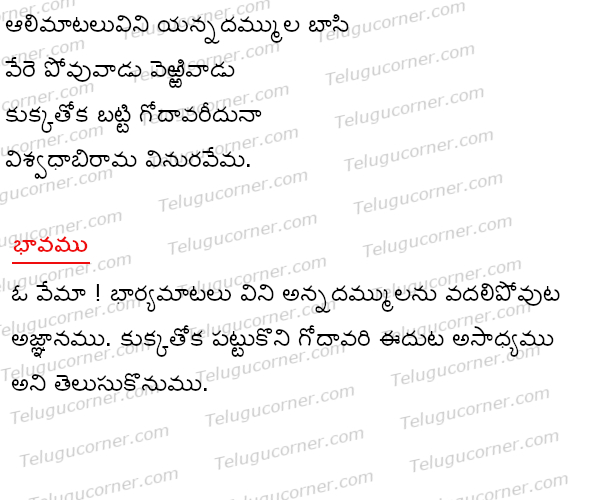 ఆలిమాటలువిని యన్నదమ్ముల బాసి
వేరె పోవువాడు వెఱ్ఱివాడు
కుక్కతోక బట్టి గోదావరీదునా
విశ్వధాబిరామ వినురవేమ.
భావము
ఓ వేమా ! బార్యమాటలు విని అన్నదమ్ములను వదలిపోవుట
అజ్ఞానము. కుక్కతోక పట్టుకొని గోదావరి ఈదుట అసాధ్యము
అని తెలుసుకొనుము.
Telugucorner.com